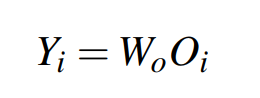 Y_i = W_o O_i